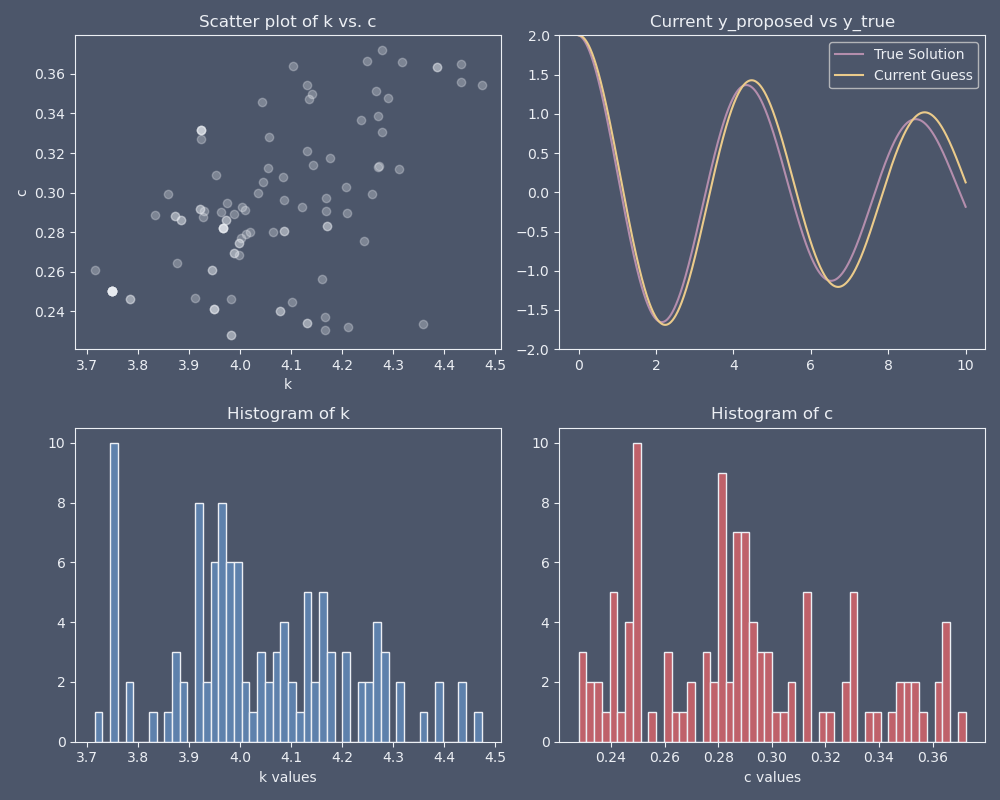 Scatter plot of k vs. c
c
0.36
0.34
0.32
0.30
0.28
0.26
0.24
3.7 3.8 3.9 4.0 4.1 4.2 4.3 4.4 4.5
k
Current y_proposed vs y_true
True Solution
Current Guess
2.0
1.5
1.0
0.5
0.0
−0.5
−1.0
−1.5
−2.0
0 2 4 6 8 10
Histogram of k
10
8
6
4
2
0
3.7 3.8 3.9 4.0 4.1 4.2 4.3 4.4 4.5
k values
Histogram of c
10
8
6
4
2
0
0.24 0.26 0.28 0.30 0.32 0.34 0.36
c values